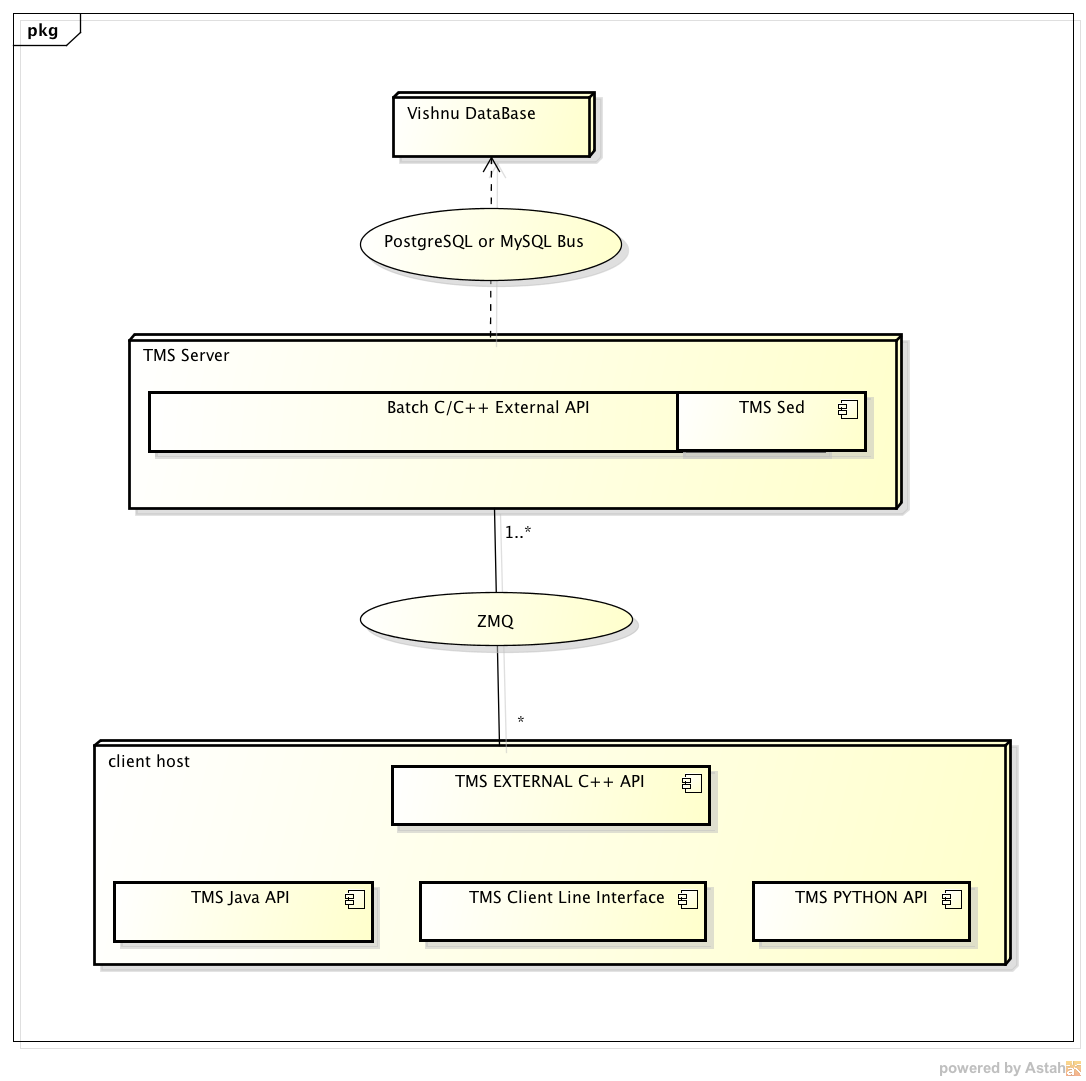 pkg
Vishnu DataBase
PostgreSQL or MySQL Bus
TMS Server
Batch C/C++ External API
TMS Sed
1..*
ZMQ
*
client host
TMS EXTERNAL C++ API
TMS Java API
TMS Client Line Interface
TMS PYTHON API
powered by Astah